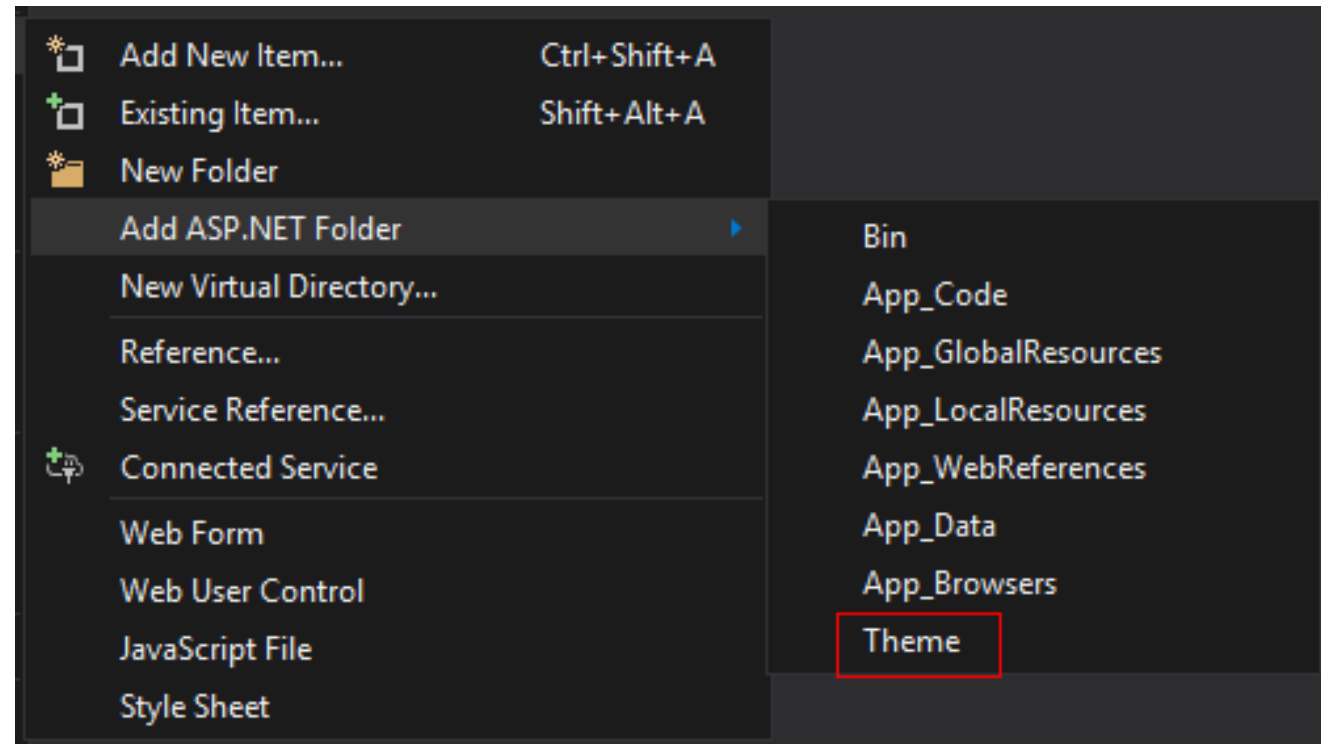 Add New Item... Ctrl+Shift+A
Existing Item... Shift+Alt+A
New Folder
Add ASP.NET Folder
New Virtual Directory...
Reference...
Service Reference...
Connected Service
Web Form
Web User Control
JavaScript File
Style Sheet
Bin
App_Code
App_GlobalResources
App_LocalResources
App_WebReferences
App_Data
App_Browsers
Theme